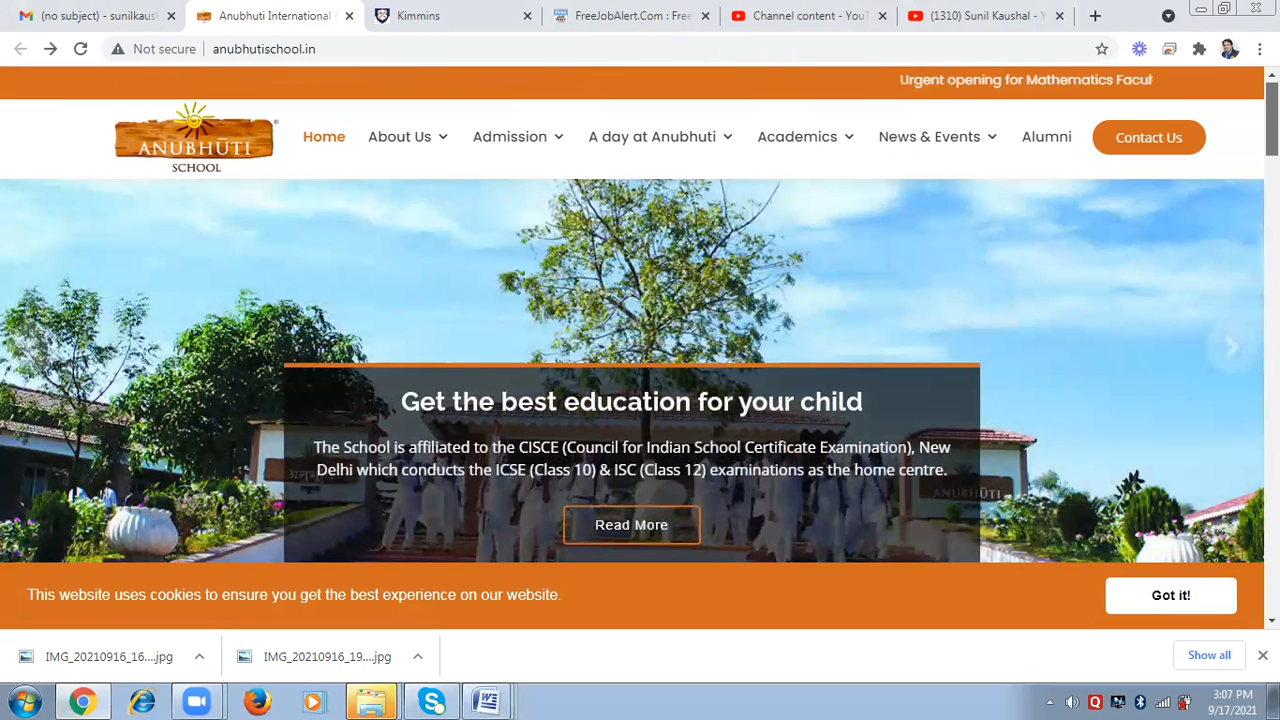 (no subject) - sunilkaus
Anubhuti International
Kimmins
FreeJobAlert.Com : Free
Channel content - YouT
(1310) Sunil Kaushal - Y
Not secure
anubhutischool.in
Urgent opening for Mathematics Facul
ANUBHŪTI
SCHOOL
Home
About Us
Admission
A day at Anubhuti
Academics
News & Events
Alumni
Contact Us
Get the best education for your child
The School is affiliated to the CISCE (Council for Indian School Certificate Examination), New
Delhi which conducts the ICSE (Class 10) & ISC (Class 12) examinations as the home centre.
Read More
ANUBHŪTI
This website uses cookies to ensure you get the best experience on our website.
Got it!
IMG_20210916_16....jpg
IMG_20210916_19....jpg
Show all
3:07 PM
9/17/2021